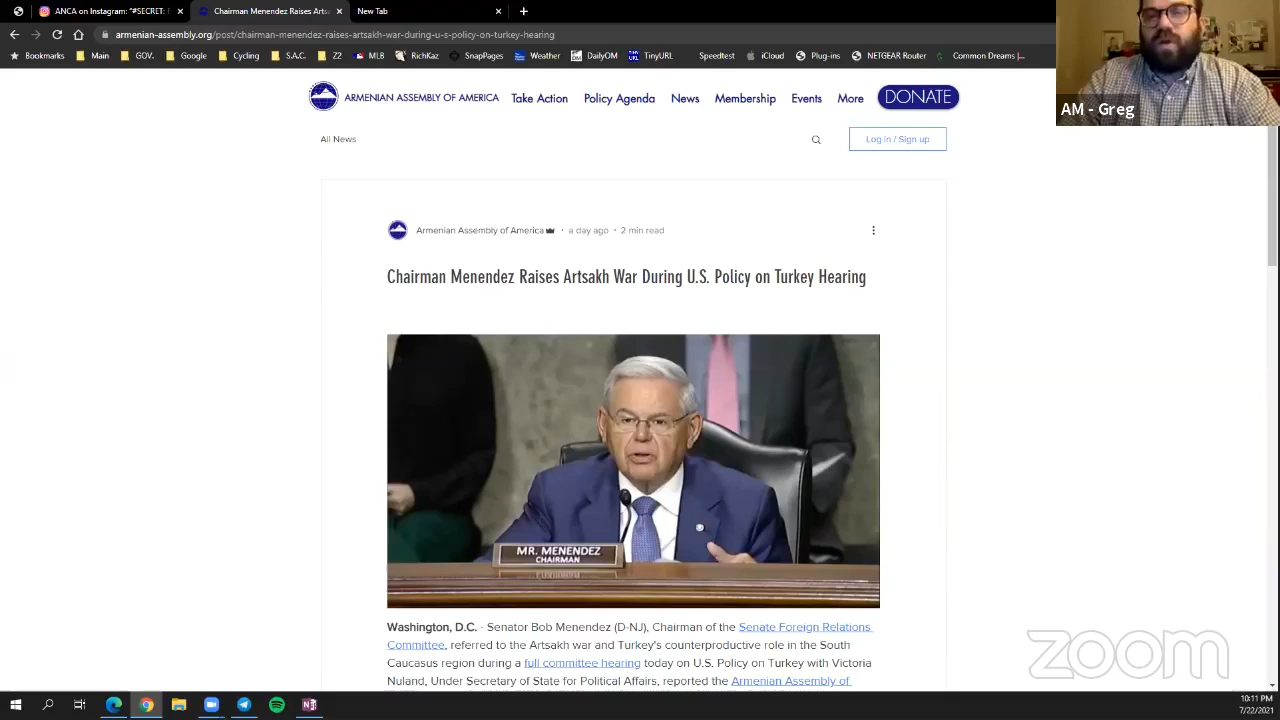 ANCA on Instagram: "#SECRET: F
Armenian Assembly of America
New Tab
armenian-assembly.org/post/chairman-menendez-raises-artsakh-war-during-u-s-policy-on-turkey-hearing
Bookmarks GOV. Google Cycling S.A.C. ZZ MLB RichKaz SnapPages Weather DailyOM TinyURL Speedtest iCloud Plug-ins NETGEAR Router Common Dreams |...
AM - Greg
ARMENIAN ASSEMBLY OF AMERICA Take Action Policy Agenda News Membership Events More DONATE
All News Log in / Sign up
Armenian Assembly of America · a day ago · 2 min read
Chairman Menendez Raises Artsakh War During U.S. Policy on Turkey Hearing
MR. MENENDEZ
CHAIRMAN
Washington, D.C. - Senator Bob Menendez (D-NJ), Chairman of the Senate Foreign Relations
Committee, referred to the Artsakh war and Turkey's counterproductive role in the South
Caucasus region during a full committee hearing today on U.S. Policy on Turkey with Victoria
Nuland, Under Secretary of State for Political Affairs, reported the Armenian Assembly of
zoom
10:11 PM
7/22/2021